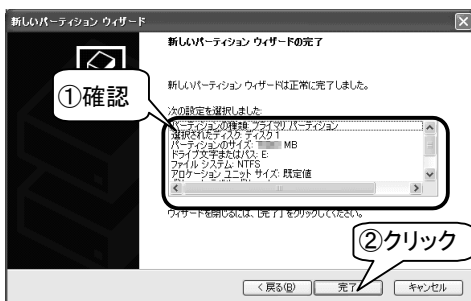 新しいパーティション ウィザード
新しいパーティション ウィザードの完了
①確認
新しいパーティション ウィザードは正常に完了しました。
次の設定を選択しました:
パーティションの種類: プライマリ パーティション
選択されたディスク: ディスク 1
パーティションのサイズ: MB
ドライブ文字またはパス: E:
ファイル システム: NTFS
アロケーション ユニット サイズ: 既定値
ウィザードを閉じるには、[完了] をクリックしてください。
②クリック
< 戻る(B)
完了
キャンセル